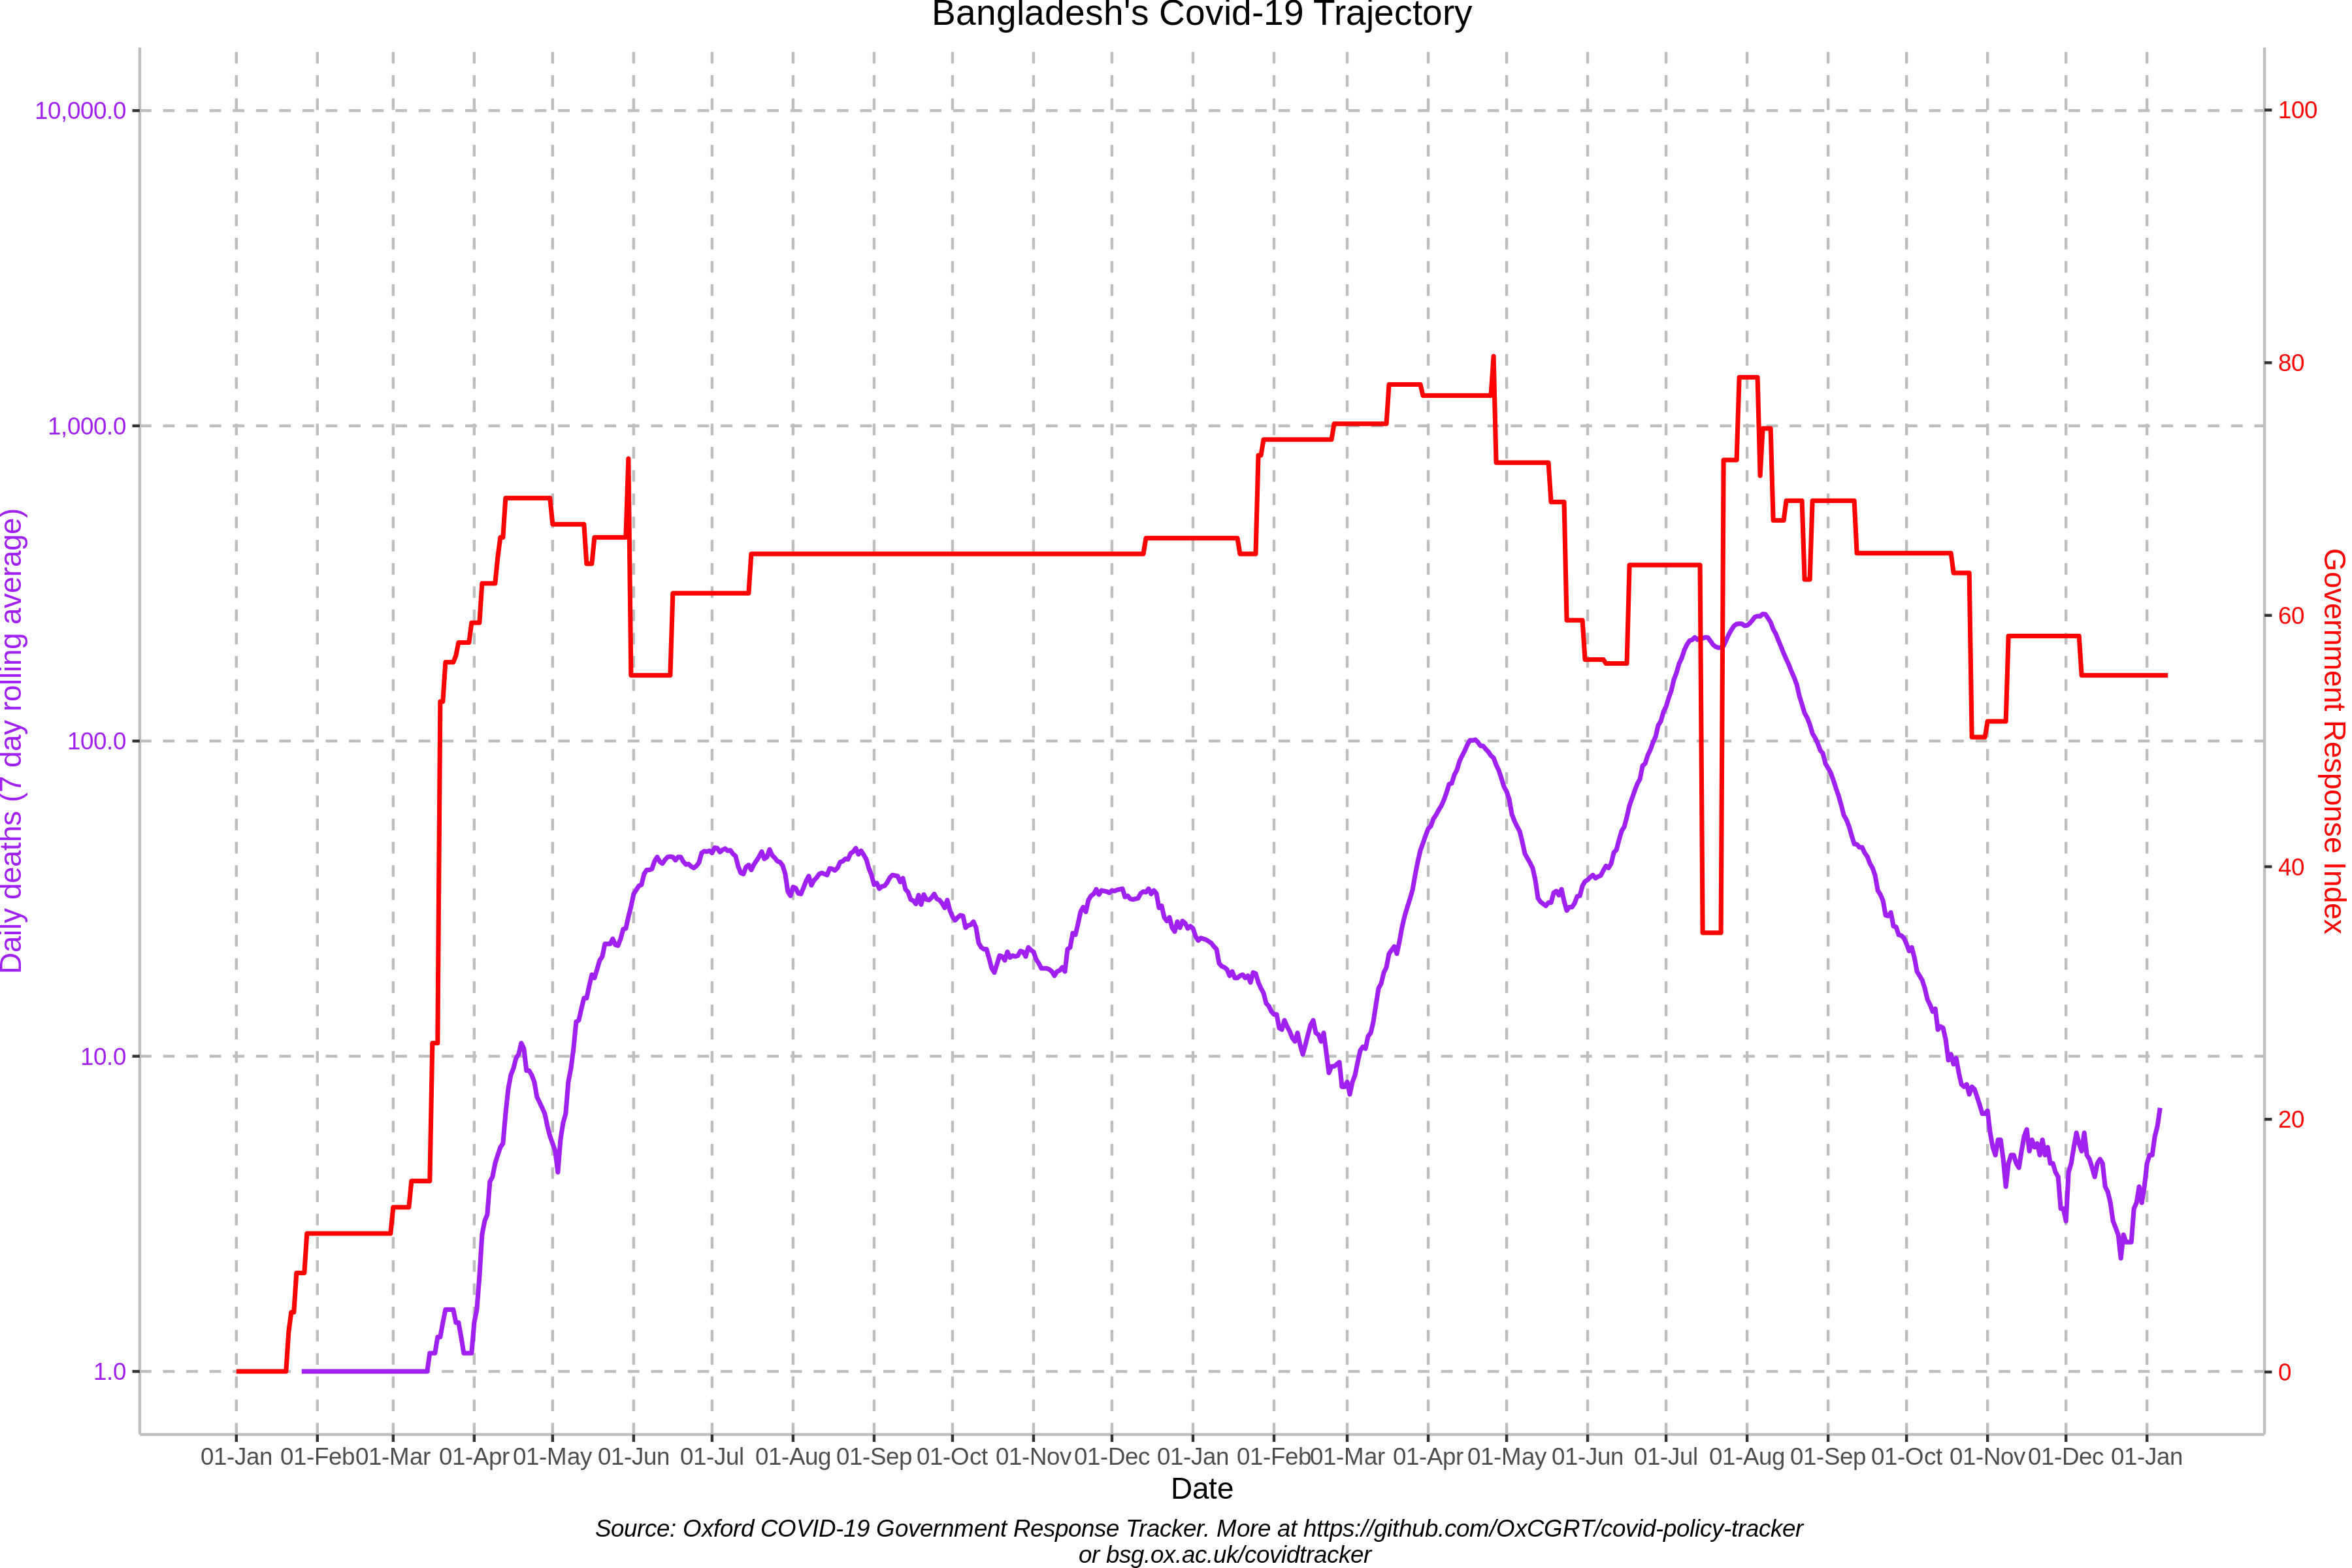 Bangladesh's Covid-19 Trajectory
10,000.0
1,000.0
100.0
10.0
1.0
Daily deaths (7 day rolling average)
100
80
60
40
20
0
Government Response Index
01-Jan 01-Feb 01-Mar 01-Apr 01-May 01-Jun 01-Jul 01-Aug 01-Sep 01-Oct 01-Nov 01-Dec 01-Jan 01-Feb 01-Mar 01-Apr 01-May 01-Jun 01-Jul 01-Aug 01-Sep 01-Oct 01-Nov 01-Dec 01-Jan
Date
Source: Oxford COVID-19 Government Response Tracker. More at https://github.com/OxCGRT/covid-policy-tracker
or bsg.ox.ac.uk/covidtracker